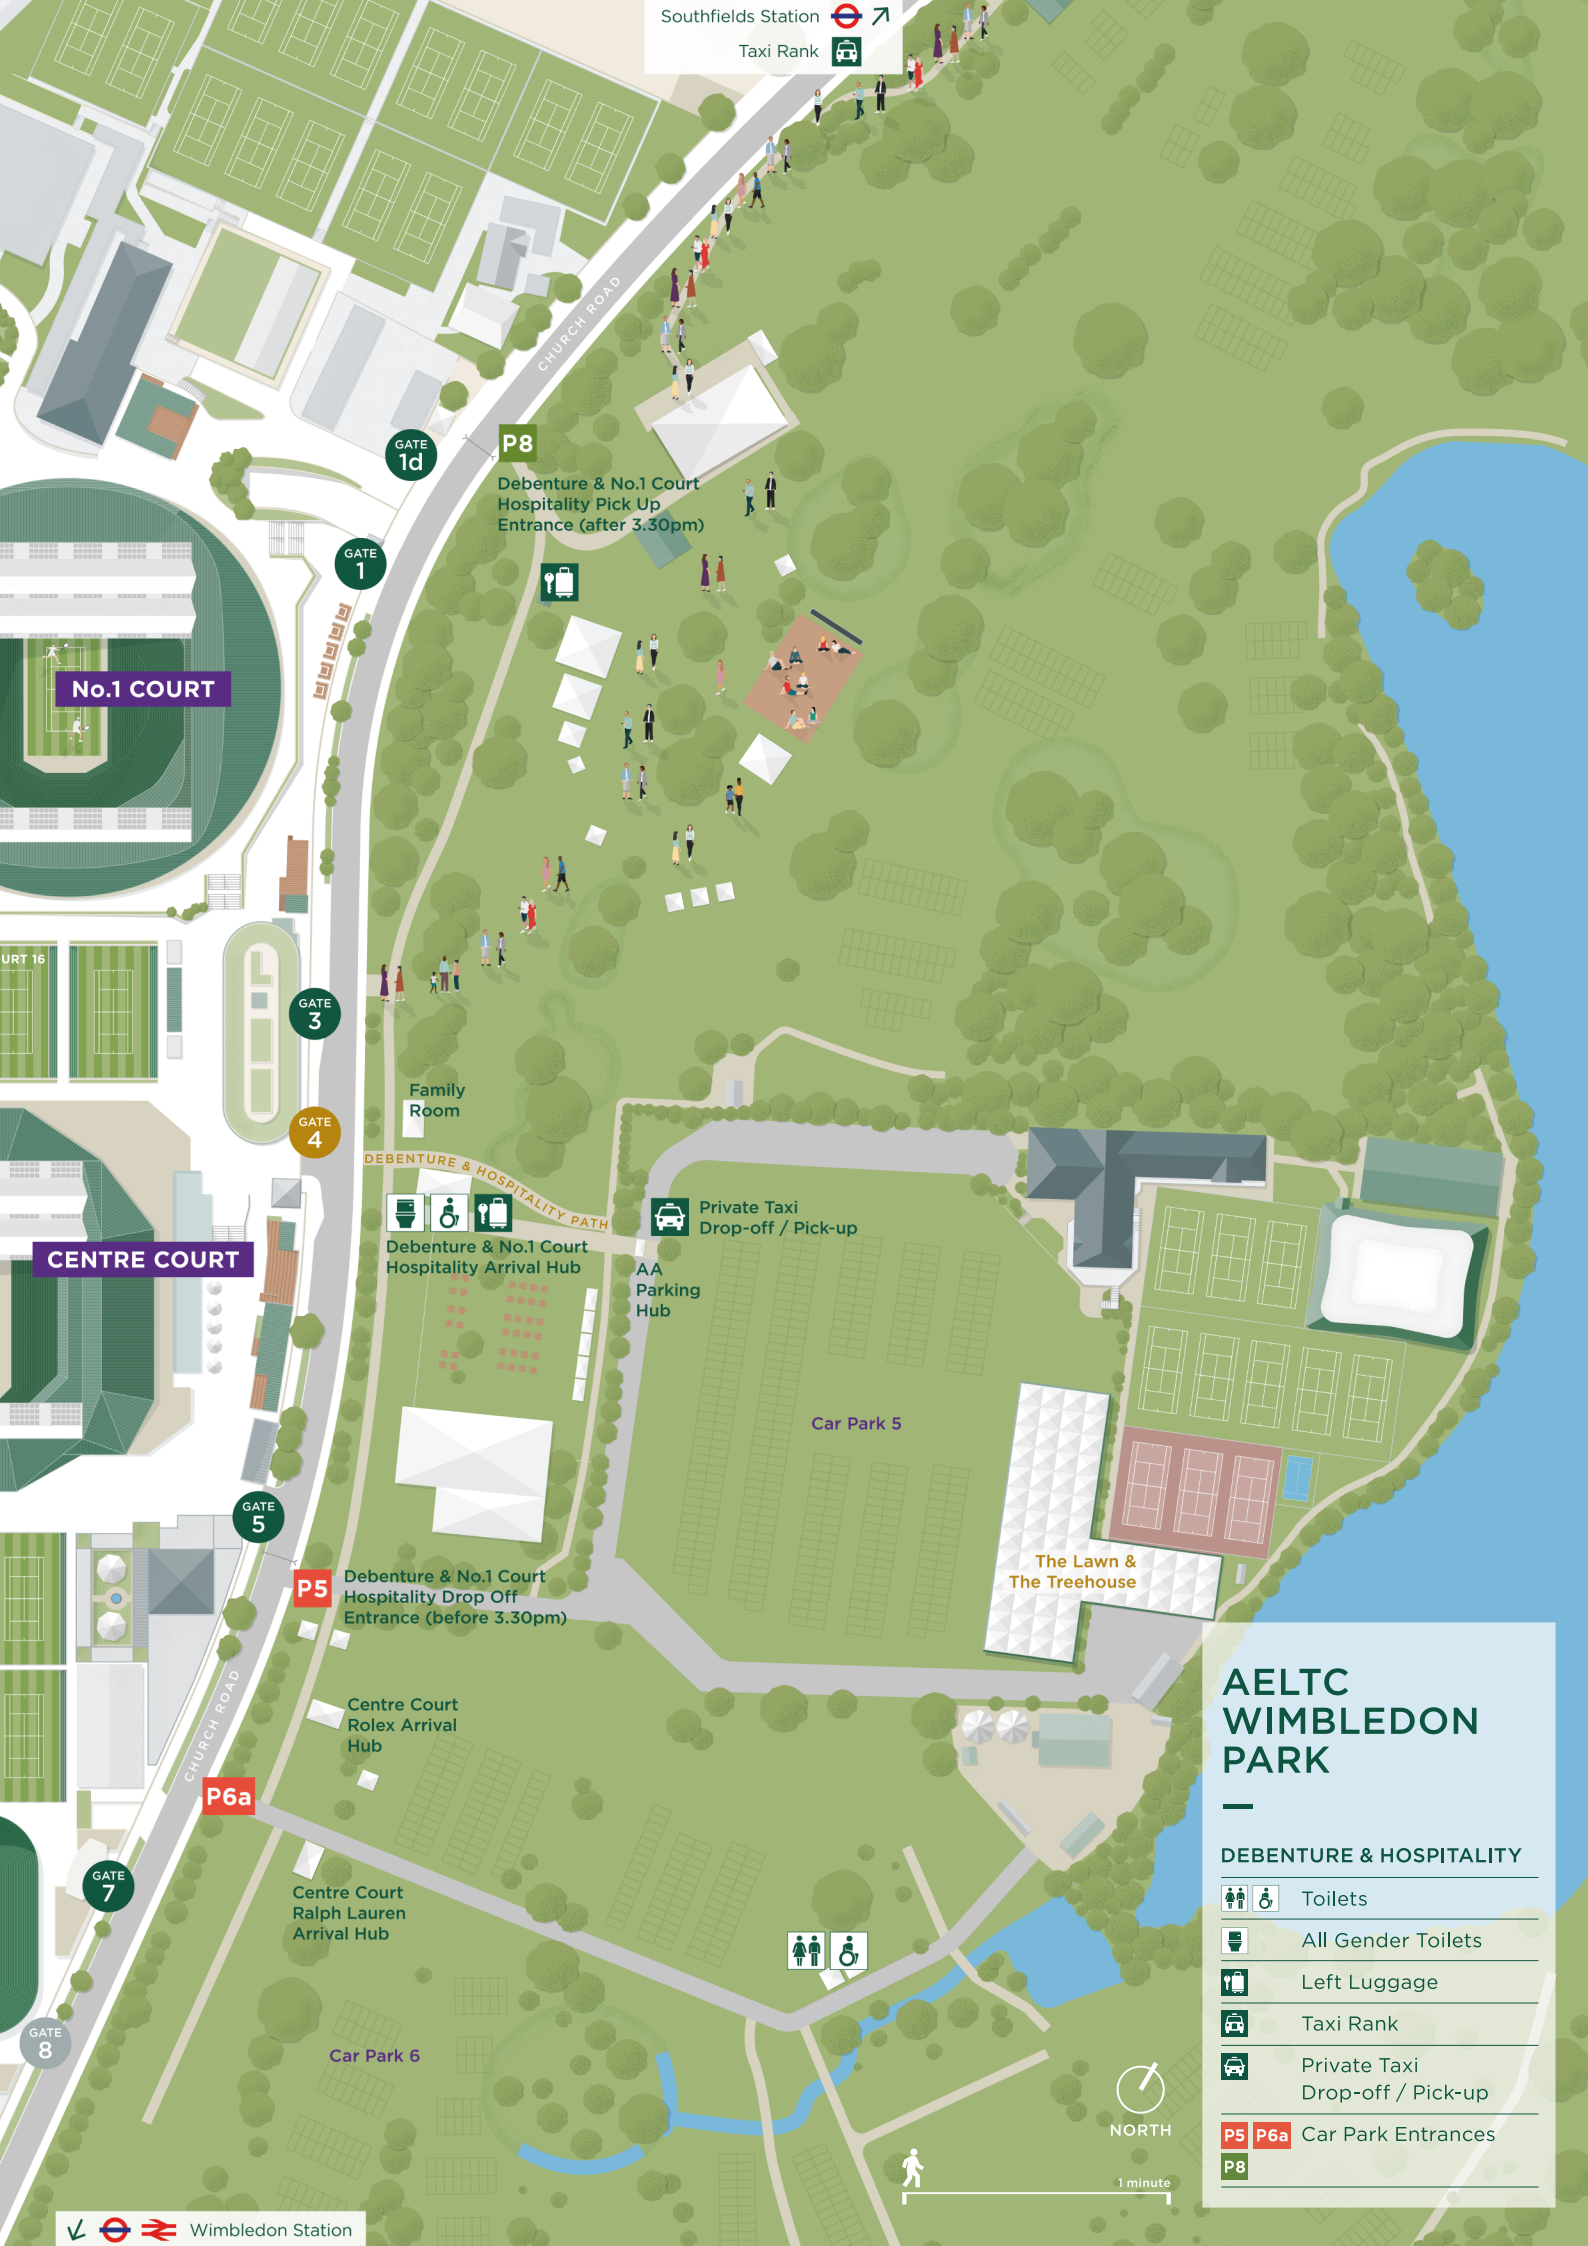 Southfields Station
Taxi Rank
CHURCH ROAD
GATE
1d
P8
Debenture & No.1 Court
Hospitality Pick Up
Entrance (after 3.30pm)
GATE
1
No.1 COURT
URT 16
GATE
3
Family
Room
GATE
4
DEBENTURE & HOSPITALITY PATH
Private Taxi
Drop-off / Pick-up
CENTRE COURT
Debenture & No.1 Court
Hospitality Arrival Hub
AA
Parking
Hub
Car Park 5
GATE
5
The Lawn &
The Treehouse
P5
Debenture & No.1 Court
Hospitality Drop Off
Entrance (before 3.30pm)
CHURCH ROAD
Centre Court
Rolex Arrival
Hub
P6a
GATE
7
Centre Court
Ralph Lauren
Arrival Hub
GATE
8
Car Park 6
NORTH
1 minute
Wimbledon Station
AELTC
WIMBLEDON
PARK
DEBENTURE & HOSPITALITY
Toilets
All Gender Toilets
Left Luggage
Taxi Rank
Private Taxi
Drop-off / Pick-up
P5 P6a Car Park Entrances
P8